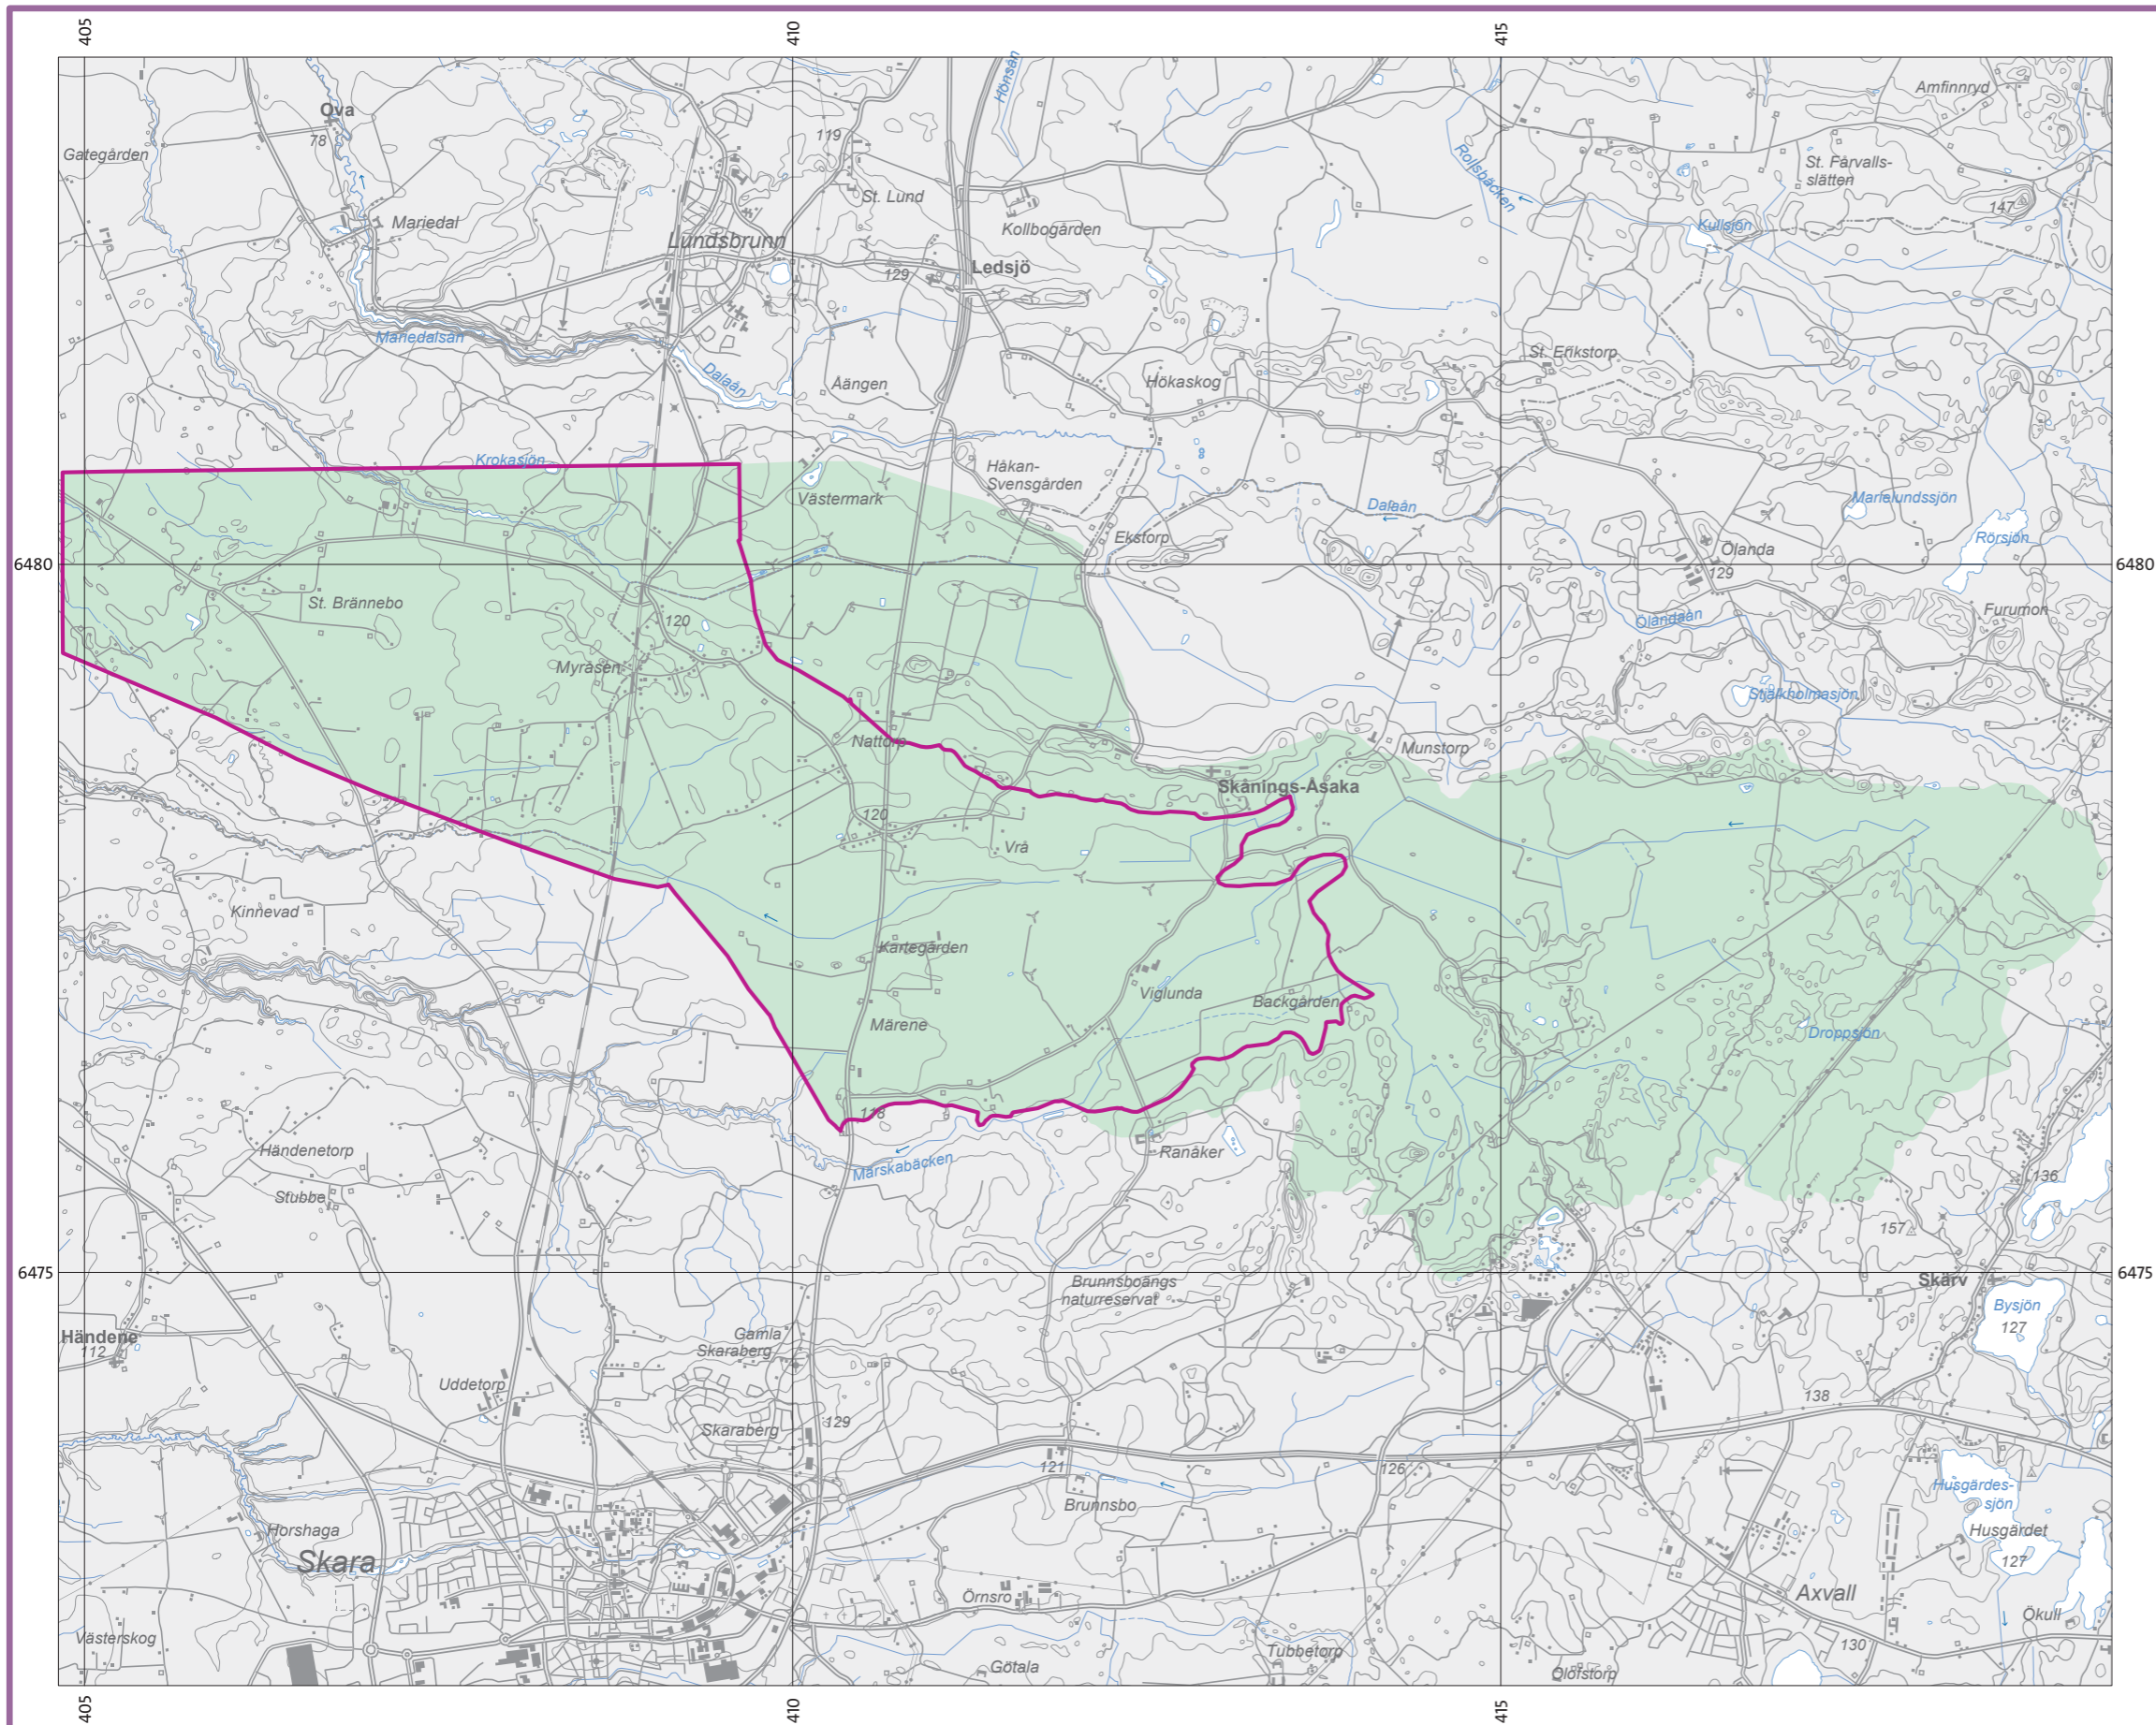 405
410
415
Hönsån
Amfinnryd
Ova
78
119
Gategården
Rollsbäcken
St. Farvalls-
slätten
St. Lund
147
Mariedal
Kollbogården
Kullsjön
Lundsbrunn
129
Ledsjö
Mariedalsån
St. Erikstorp
Dalaån
Åängen
Hökaskog
Krokasjön
Håkan-
Svensgården
Västermark
Dalaån
Marielundssjön
Ekstorp
Rörsjön
Ölanda
6480
129
6480
St. Brännebo
Furumon
120
Ölandaån
Myråsen
Stjälkholmasjön
Nattorp
Munstorp
Skånings-Åsaka
120
Vrå
Kinnevad
Kartegården
Viglunda
Backgården
Märene
Droppsjön
118
Händenetorp
Ranåker
Marskabäcken
136
Stubbe
157
6475
Brunnsboängs
naturreservat
Skärv
6475
Bysjön
127
Händene
112
Gamla
Skaraberg
Uddetorp
138
Skaraberg
129
121
126
Brunnsbo
Husgärdes-
sjön
Horshaga
Husgärdet
Skara
127
Örnsro
Axvall
Ökull
Västerskog
130
Tubbetorp
Götala
Olofstorp
405
410
415